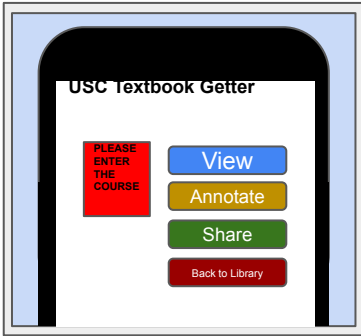 USC Textbook Getter
PLEASE
ENTER
THE
COURSE
View
Annotate
Share
Back to Library